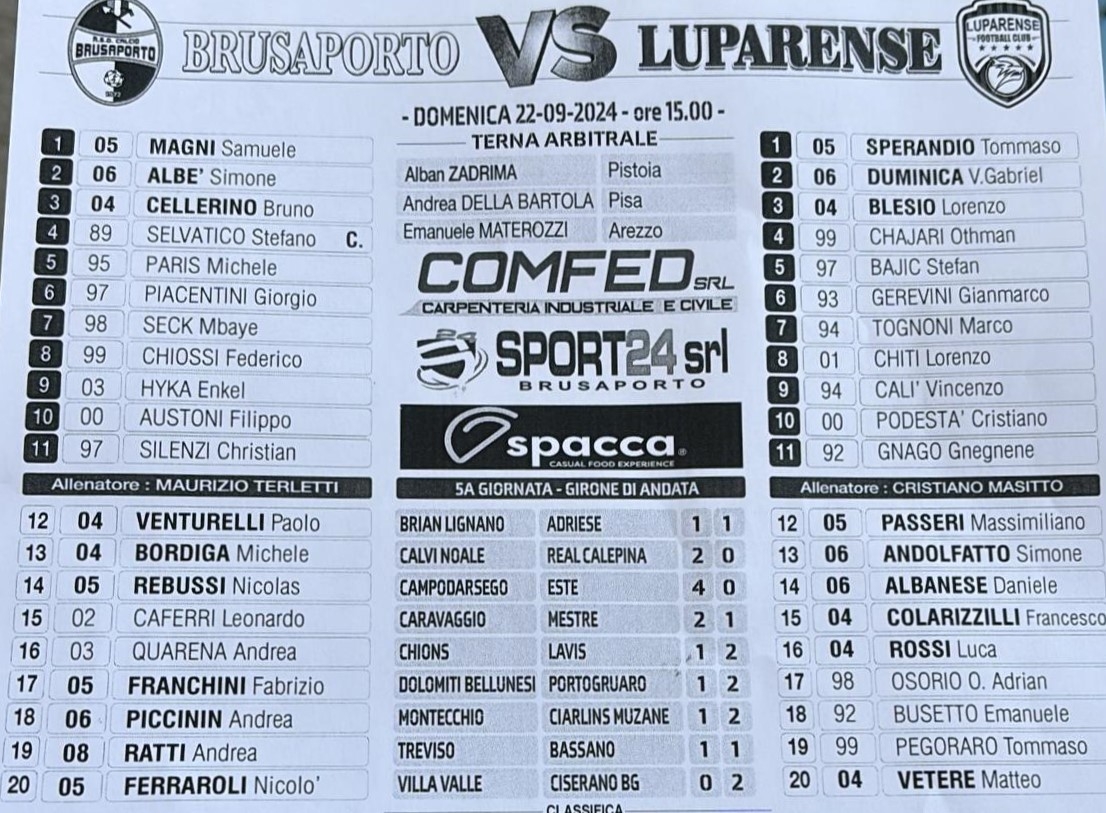 R.S.D. CALCIO
BRUSAPORTO
BRUSAPORTO VS LUPARENSE
LUPARENSE
FOOTBALL CLUB
- DOMENICA 22-09-2024 - ore 15.00 -
TERNA ARBITRALE
Alban ZADRIMA Pistoia
Andrea DELLA BARTOLA Pisa
Emanuele MATEROZZI Arezzo
1 05 MAGNI Samuele
2 06 ALBE' Simone
3 04 CELLERINO Bruno
4 89 SELVATICO Stefano C.
5 95 PARIS Michele
6 97 PIACENTINI Giorgio
7 98 SECK Mbaye
8 99 CHIOSSI Federico
9 03 HYKA Enkel
10 00 AUSTONI Filippo
11 97 SILENZI Christian
Allenatore : MAURIZIO TERLETTI
12 04 VENTURELLI Paolo
13 04 BORDIGA Michele
14 05 REBUSSI Nicolas
15 02 CAFERRI Leonardo
16 03 QUARENA Andrea
17 05 FRANCHINI Fabrizio
18 06 PICCININ Andrea
19 08 RATTI Andrea
20 05 FERRAROLI Nicolo'
COMFED SRL
CARPENTERIA INDUSTRIALE E CIVILE
SPORT24 srl
BRUSAPORTO
spacca®
CASUAL FOOD EXPERIENCE
5A GIORNATA - GIRONE DI ANDATA
BRIAN LIGNANO ADRIESE 1 1
CALVI NOALE REAL CALEPINA 2 0
CAMPODARSEGO ESTE 4 0
CARAVAGGIO MESTRE 2 1
CHIONS LAVIS 1 2
DOLOMITI BELLUNESI PORTOGRUARO 1 2
MONTECCHIO CIARLINS MUZANE 1 2
TREVISO BASSANO 1 1
VILLA VALLE CISERANO BG 0 2
CLASSIFICA
1 05 SPERANDIO Tommaso
2 06 DUMINICA V.Gabriel
3 04 BLESIO Lorenzo
4 99 CHAJARI Othman
5 97 BAJIC Stefan
6 93 GEREVINI Gianmarco
7 94 TOGNONI Marco
8 01 CHITI Lorenzo
9 94 CALI' Vincenzo
10 00 PODESTA' Cristiano
11 92 GNAGO Gnegnene
Allenatore : CRISTIANO MASITTO
12 05 PASSERI Massimiliano
13 06 ANDOLFATTO Simone
14 06 ALBANESE Daniele
15 04 COLARIZZILLI Francesco
16 04 ROSSI Luca
17 98 OSORIO O. Adrian
18 92 BUSETTO Emanuele
19 99 PEGORARO Tommaso
20 04 VETERE Matteo